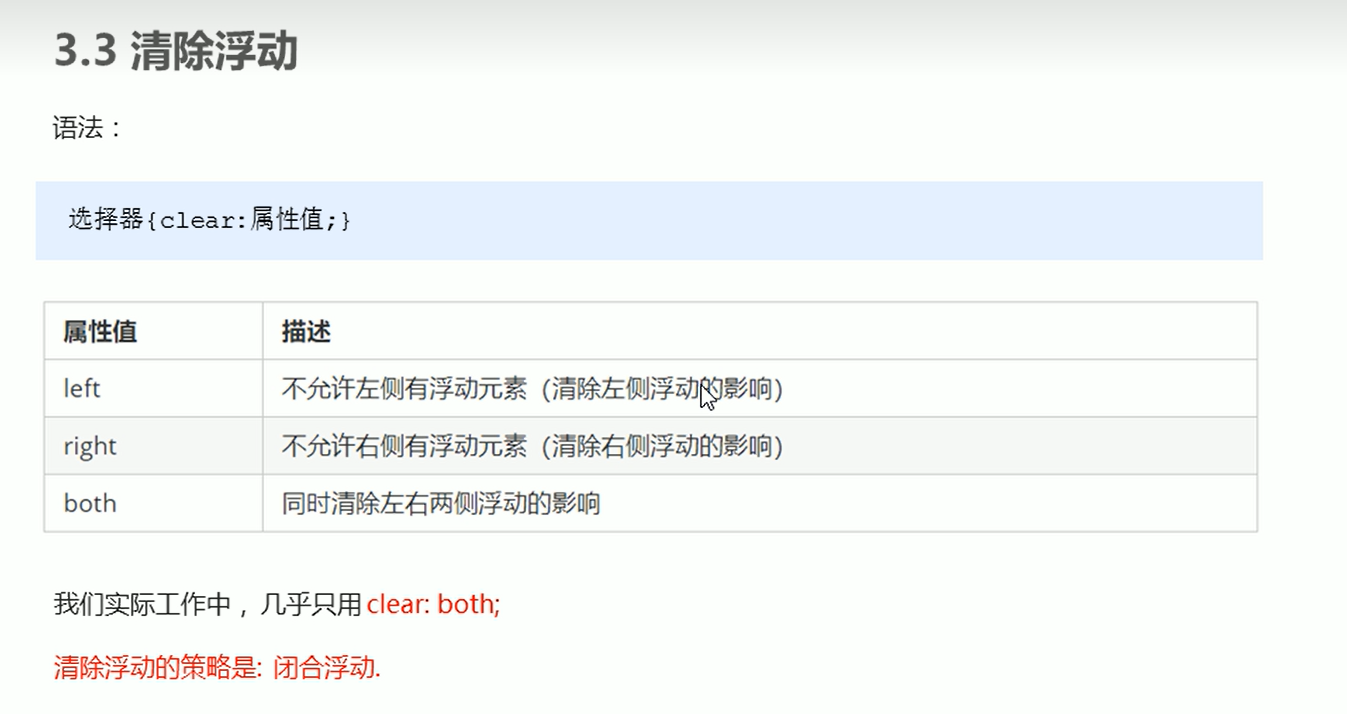 3.3 清除浮动
语法：
选择器{clear:属性值;}
属性值 描述
left 不允许左侧有浮动元素（清除左侧浮动的影响）
right 不允许右侧有浮动元素（清除右侧浮动的影响）
both 同时清除左右两侧浮动的影响
我们实际工作中，几乎只用 clear: both;
清除浮动的策略是: 闭合浮动.